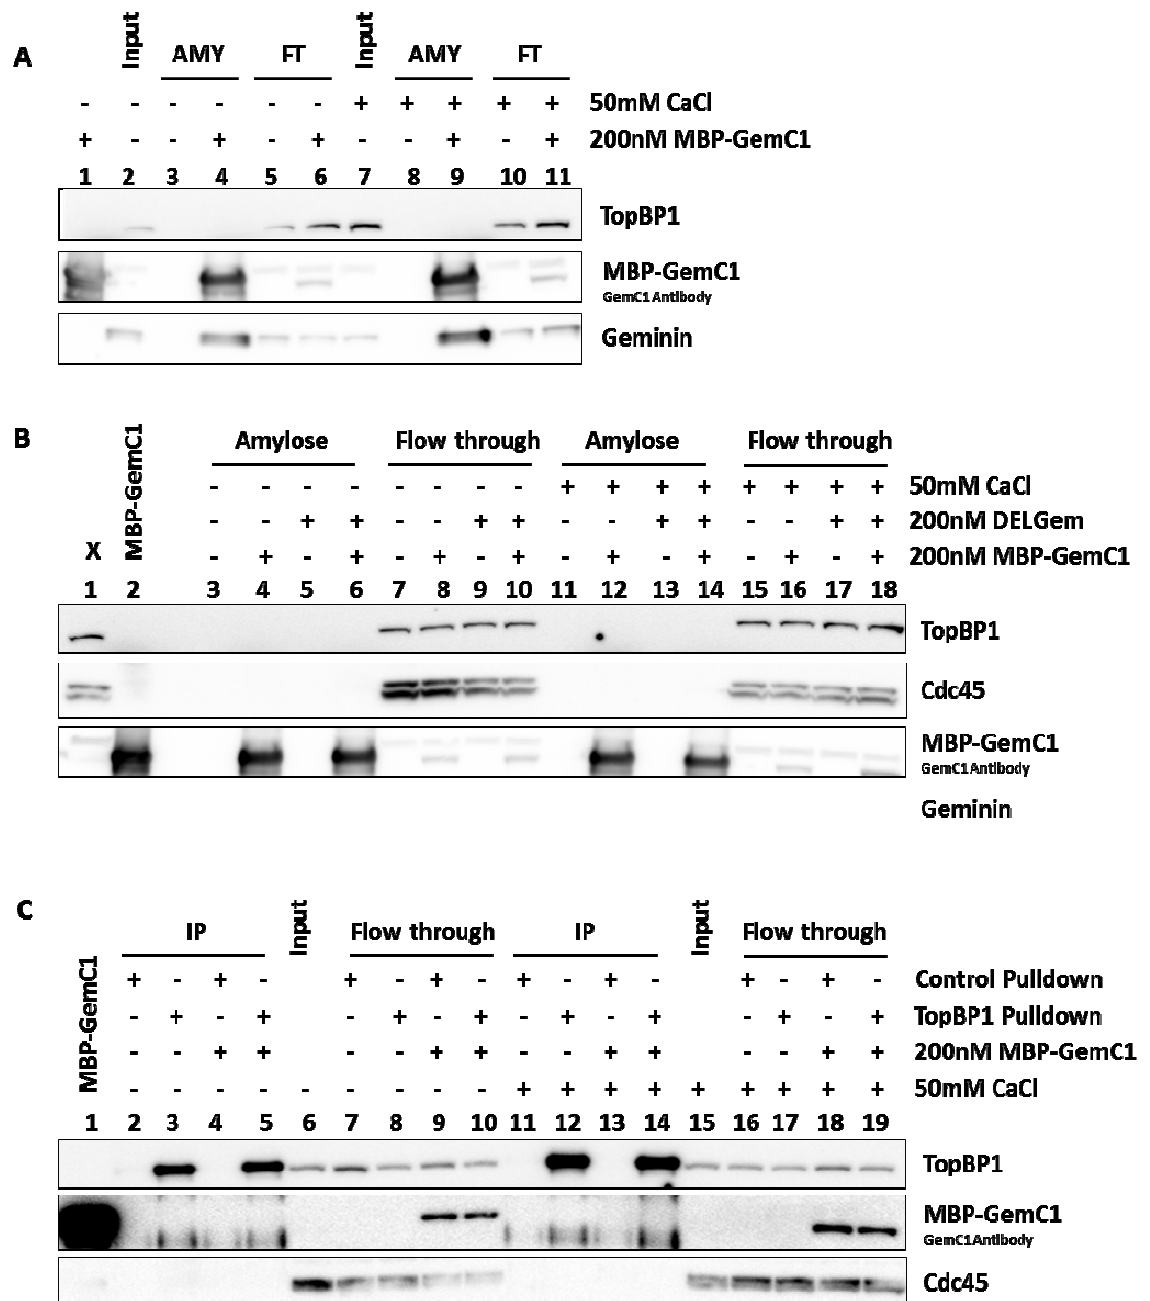 A
Input AMY FT Input AMY FT
- - - - - - + + + + + 50mM CaCl
+ - - + - + - - + - + 200nM MBP-GemC1
1 2 3 4 5 6 7 8 9 10 11
TopBP1
MBP-GemC1
GemC1 Antibody
Geminin
B
X MBP-GemC1 Amylose Flow through Amylose Flow through
- - - - - - - - + + + + + + + + 50mM CaCl
- - + + - - + + - - + + - - + + 200nM DELGem
- + - + - + - + - + - + - + - + 200nM MBP-GemC1
1 2 3 4 5 6 7 8 9 10 11 12 13 14 15 16 17 18
TopBP1
Cdc45
MBP-GemC1
GemC1Antibody
Geminin
C
MBP-GemC1 IP Input Flow through IP Input Flow through
+ - + - + - + - + - + - + - + - Control Pulldown
- + - + - + - + - + - + - + - + TopBP1 Pulldown
- - + + - - + + - - + + - - + + 200nM MBP-GemC1
- - - - - - - - - + + + + + + + + + 50mM CaCl
1 2 3 4 5 6 7 8 9 10 11 12 13 14 15 16 17 18 19
TopBP1
MBP-GemC1
GemC1Antibody
Cdc45